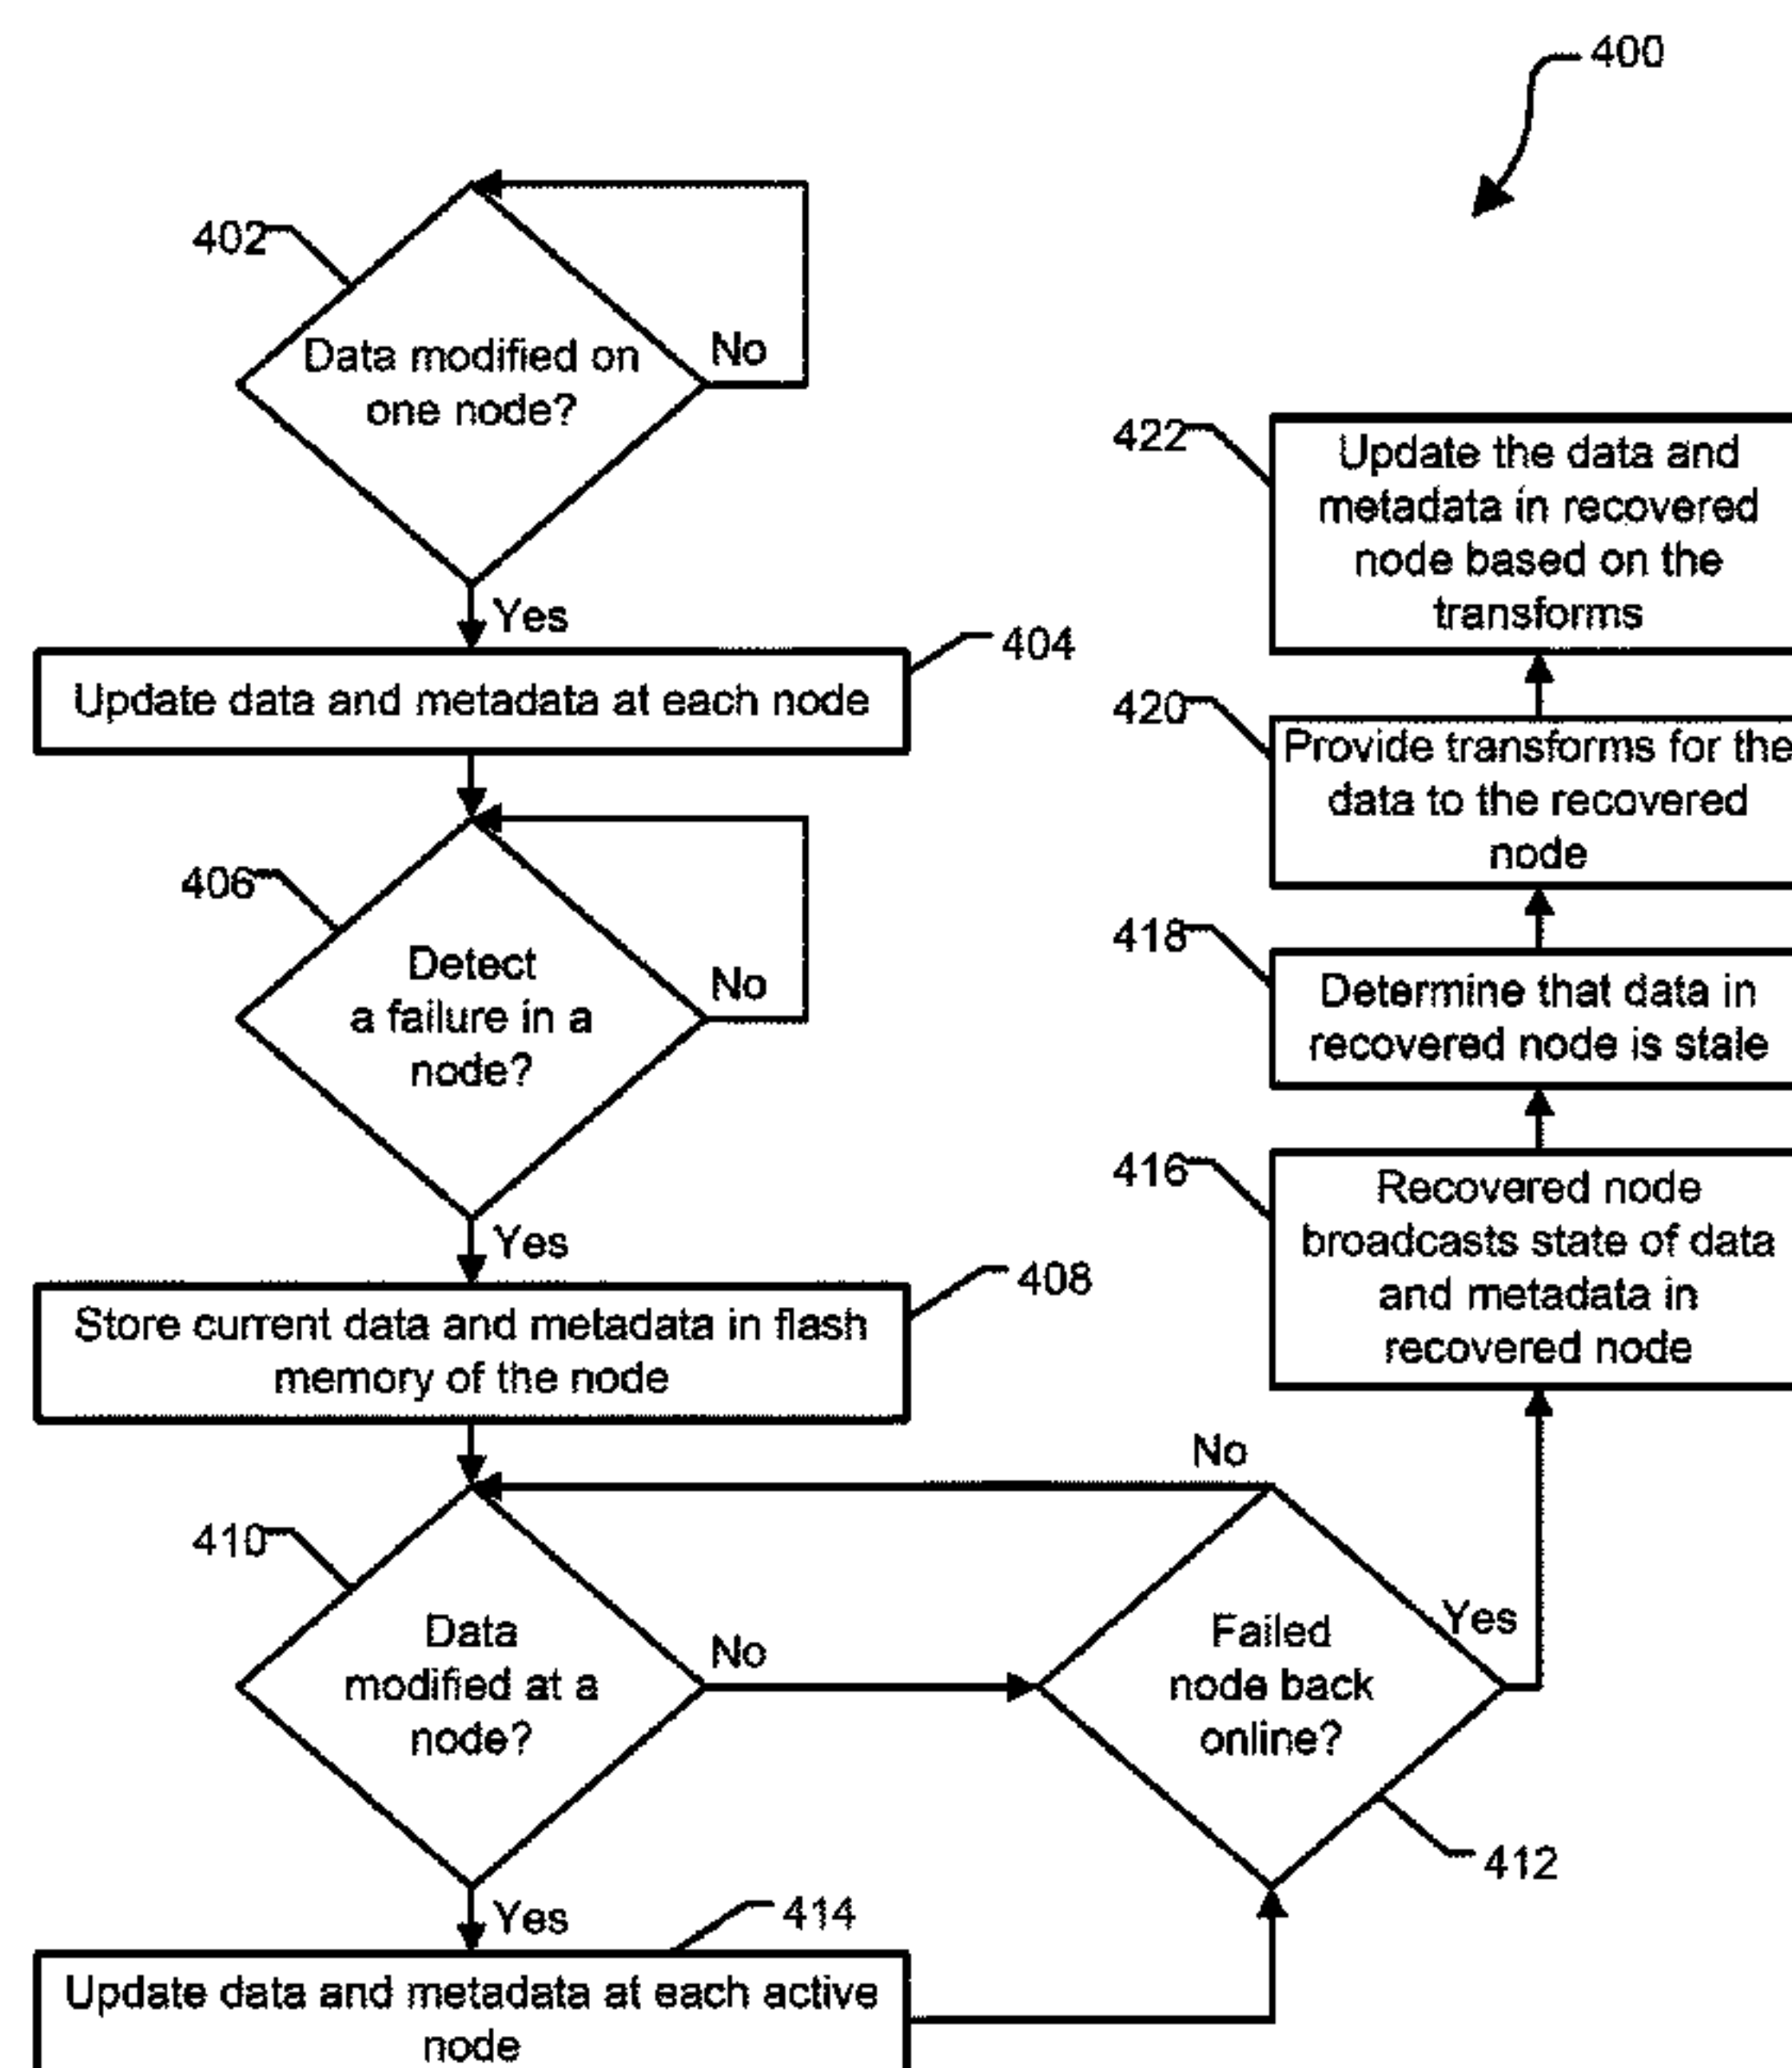 400
402
Data modified on
one node?
No
Yes
404
Update data and metadata at each node
406
Detect
a failure in a
node?
No
Yes
408
Store current data and metadata in flash
memory of the node
410
Data
modified at a
node?
No
Yes
414
Update data and metadata at each active
node
No
Failed
node back
online?
Yes
412
416
Recovered node
broadcasts state of data
and metadata in
recovered node
418
Determine that data in
recovered node is stale
420
Provide transforms for the
data to the recovered
node
422
Update the data and
metadata in recovered
node based on the
transforms